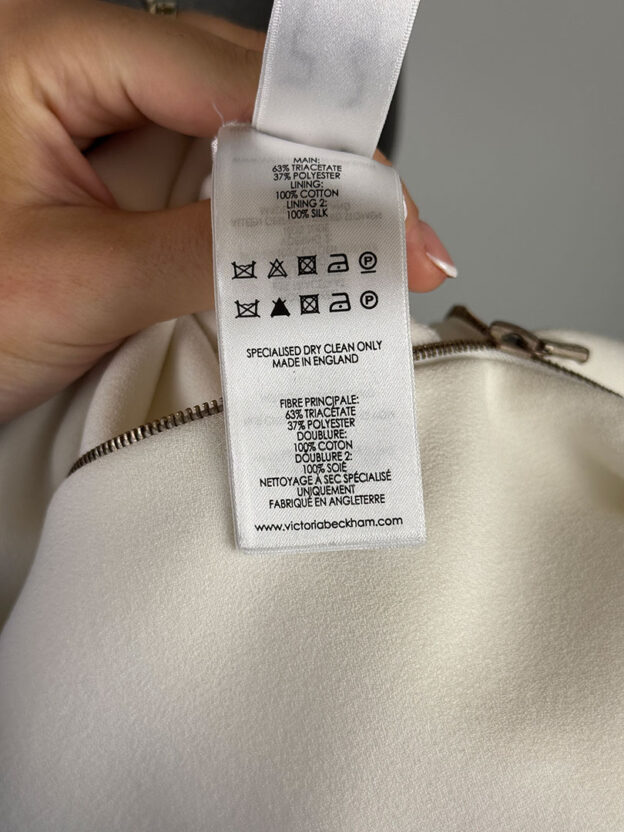 MAIN:
63% TRIACETATE
37% POLYESTER
LINING:
100% COTTON
LINING 2:
100% SILK
P
P
SPECIALISED DRY CLEAN ONLY
MADE IN ENGLAND
FIBRE PRINCIPALE:
63% TRIACÉTATE
37% POLYESTER
DOUBLURE:
100% COTON
DOUBLURE 2:
100% SOIE
NETTOYAGE À SEC SPÉCIALISÉ
UNIQUEMENT
FABRIQUÉ EN ANGLETERRE
www.victoriabeckham.com